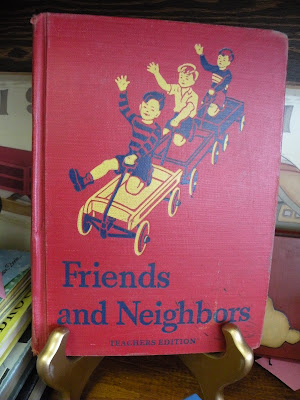 Friends
and Neighbors
TEACHERS EDITION